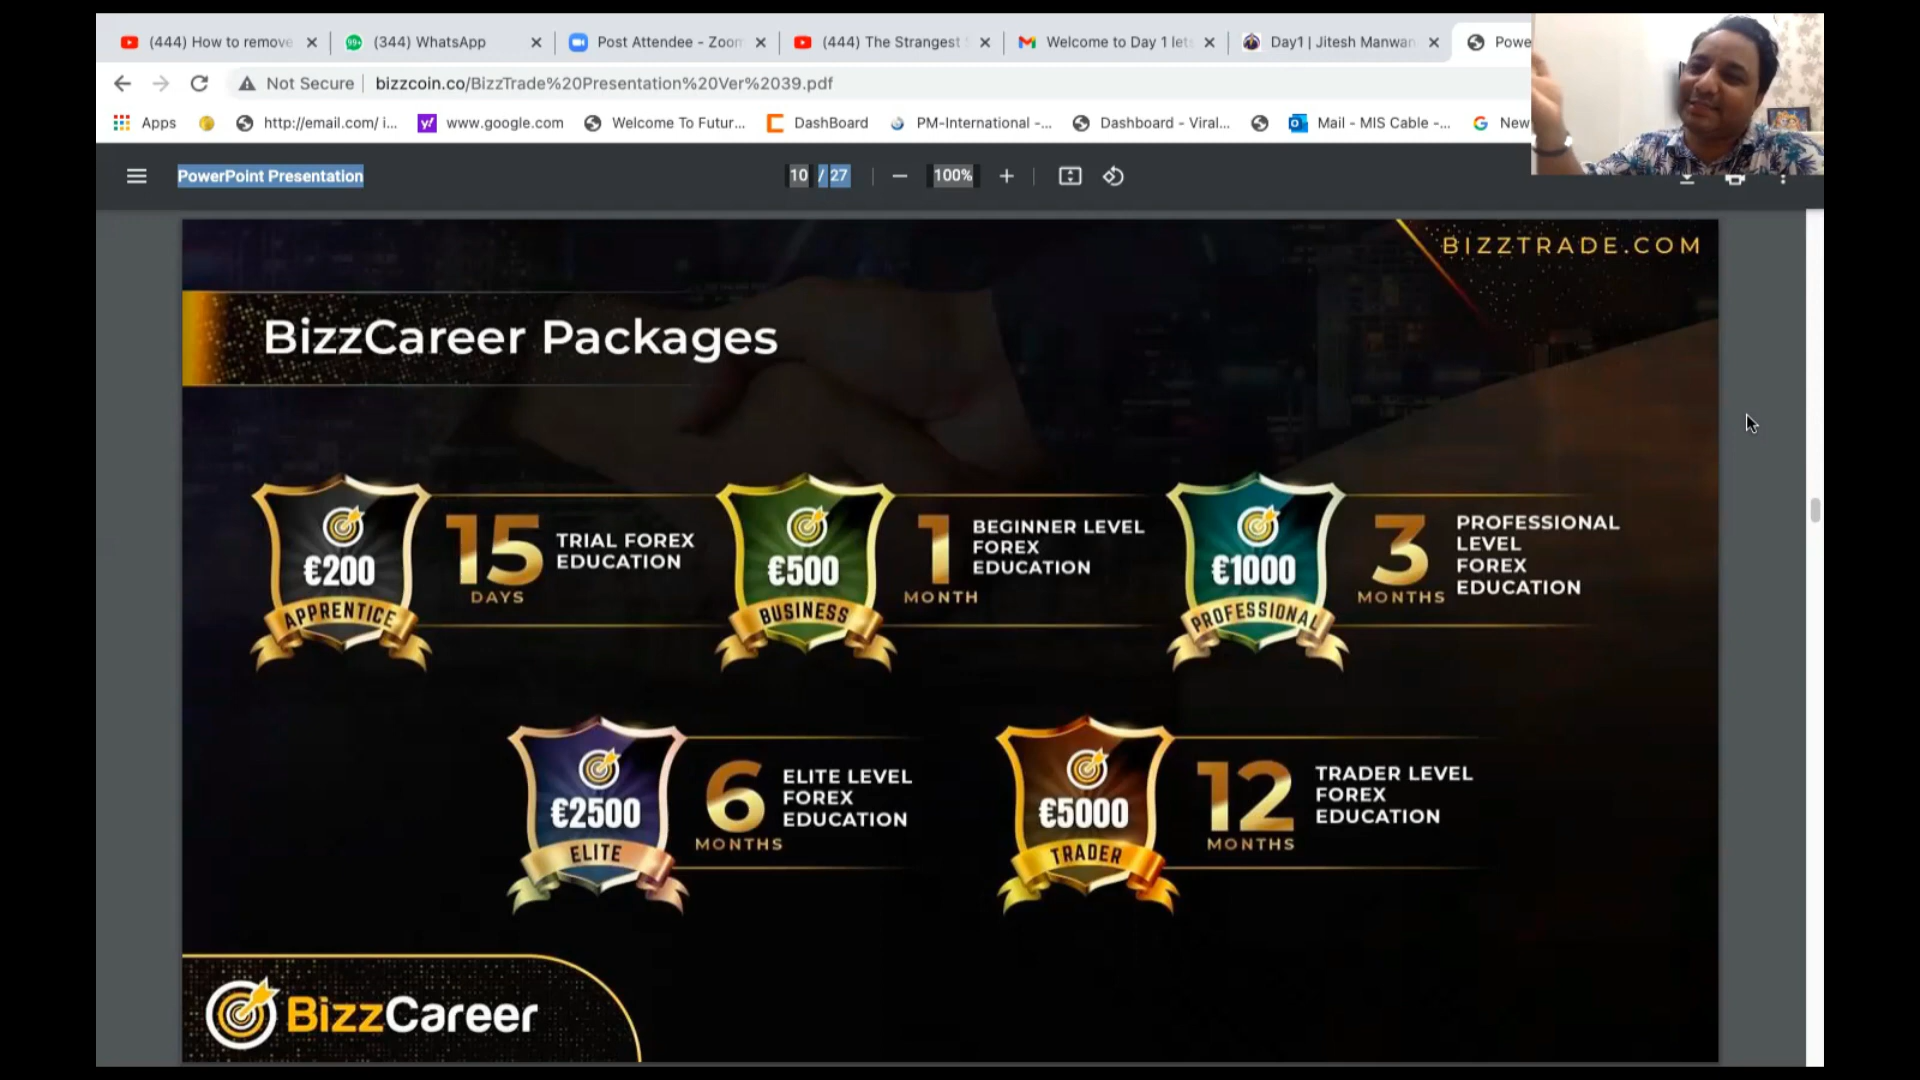 (444) How to remove
(344) WhatsApp
Post Attendee - Zoom
(444) The Strangest
Welcome to Day 1 let
Day1 | Jitesh Manwan
Powe
Not Secure
bizzcoin.co/BizzTrade%20Presentation%20Ver%2039.pdf
Apps
http://email.com/ i...
www.google.com
Welcome To Futur...
DashBoard
PM-International -...
Dashboard - Viral...
Mail - MIS Cable -...
New
PowerPoint Presentation
10 / 27
100%
BIZZTRADE.COM
BizzCareer Packages
€200
APPRENTICE
15
DAYS
TRIAL FOREX
EDUCATION
€500
BUSINESS
1
MONTH
BEGINNER LEVEL
FOREX
EDUCATION
€1000
PROFESSIONAL
3
MONTHS
PROFESSIONAL
LEVEL
FOREX
EDUCATION
€2500
ELITE
6
MONTHS
ELITE LEVEL
FOREX
EDUCATION
€5000
TRADER
12
MONTHS
TRADER LEVEL
FOREX
EDUCATION
BizzCareer